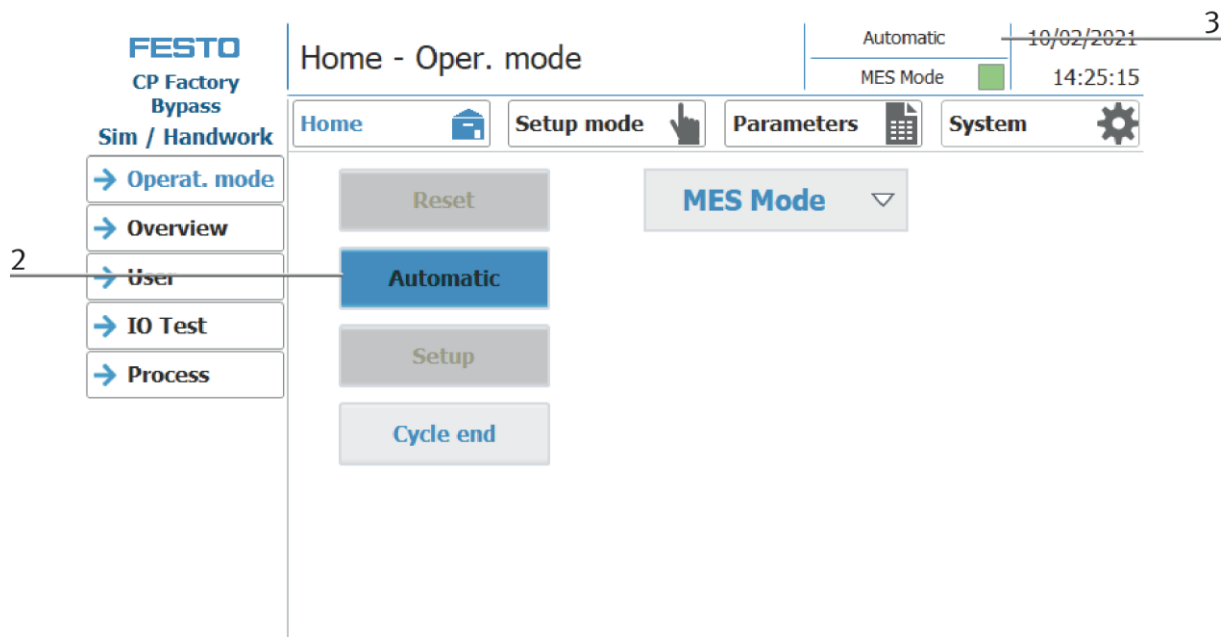 FESTO
CP Factory
Bypass
Sim / Handwork
Home - Oper. mode
Automatic
10/02/2021
3
MES Mode
14:25:15
Home
Setup mode
Parameters
System
Operat. mode
Overview
User
IO Test
Process
2
Reset
Automatic
Setup
Cycle end
MES Mode